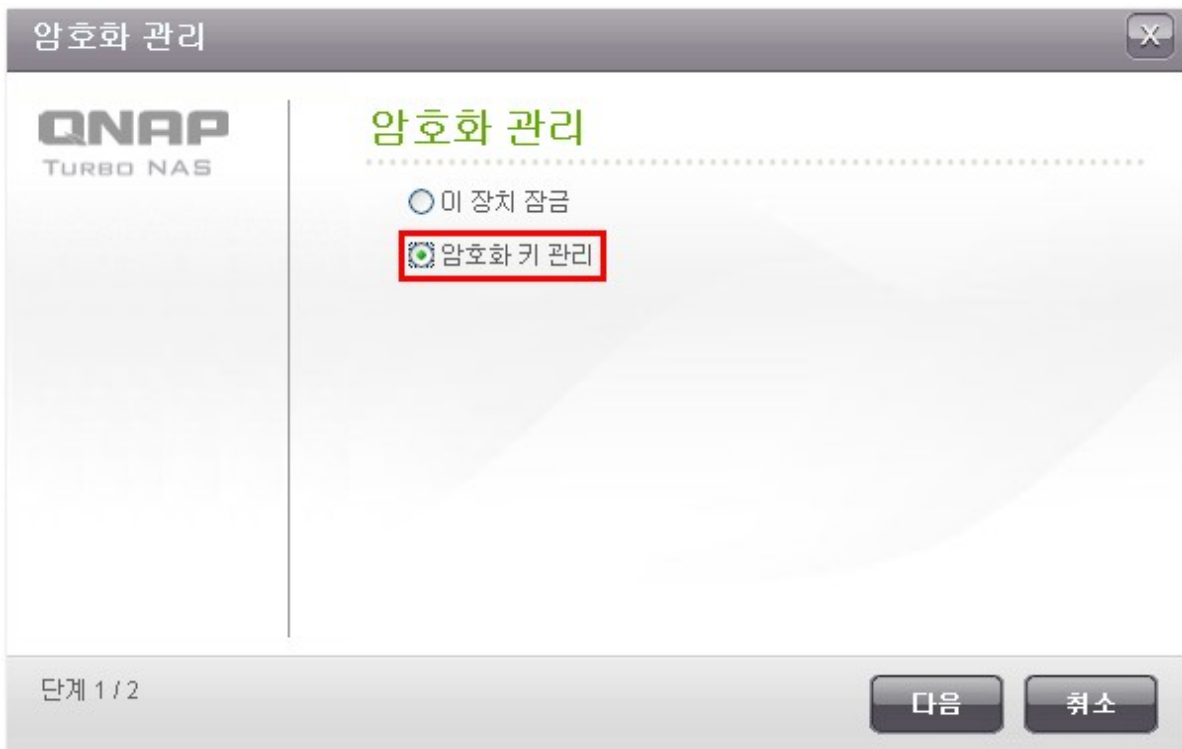 암호화 관리
X
QNAP
TURBO NAS
암호화 관리
이 장치 잠금
암호화 키 관리
단계 1 / 2
다음
취소